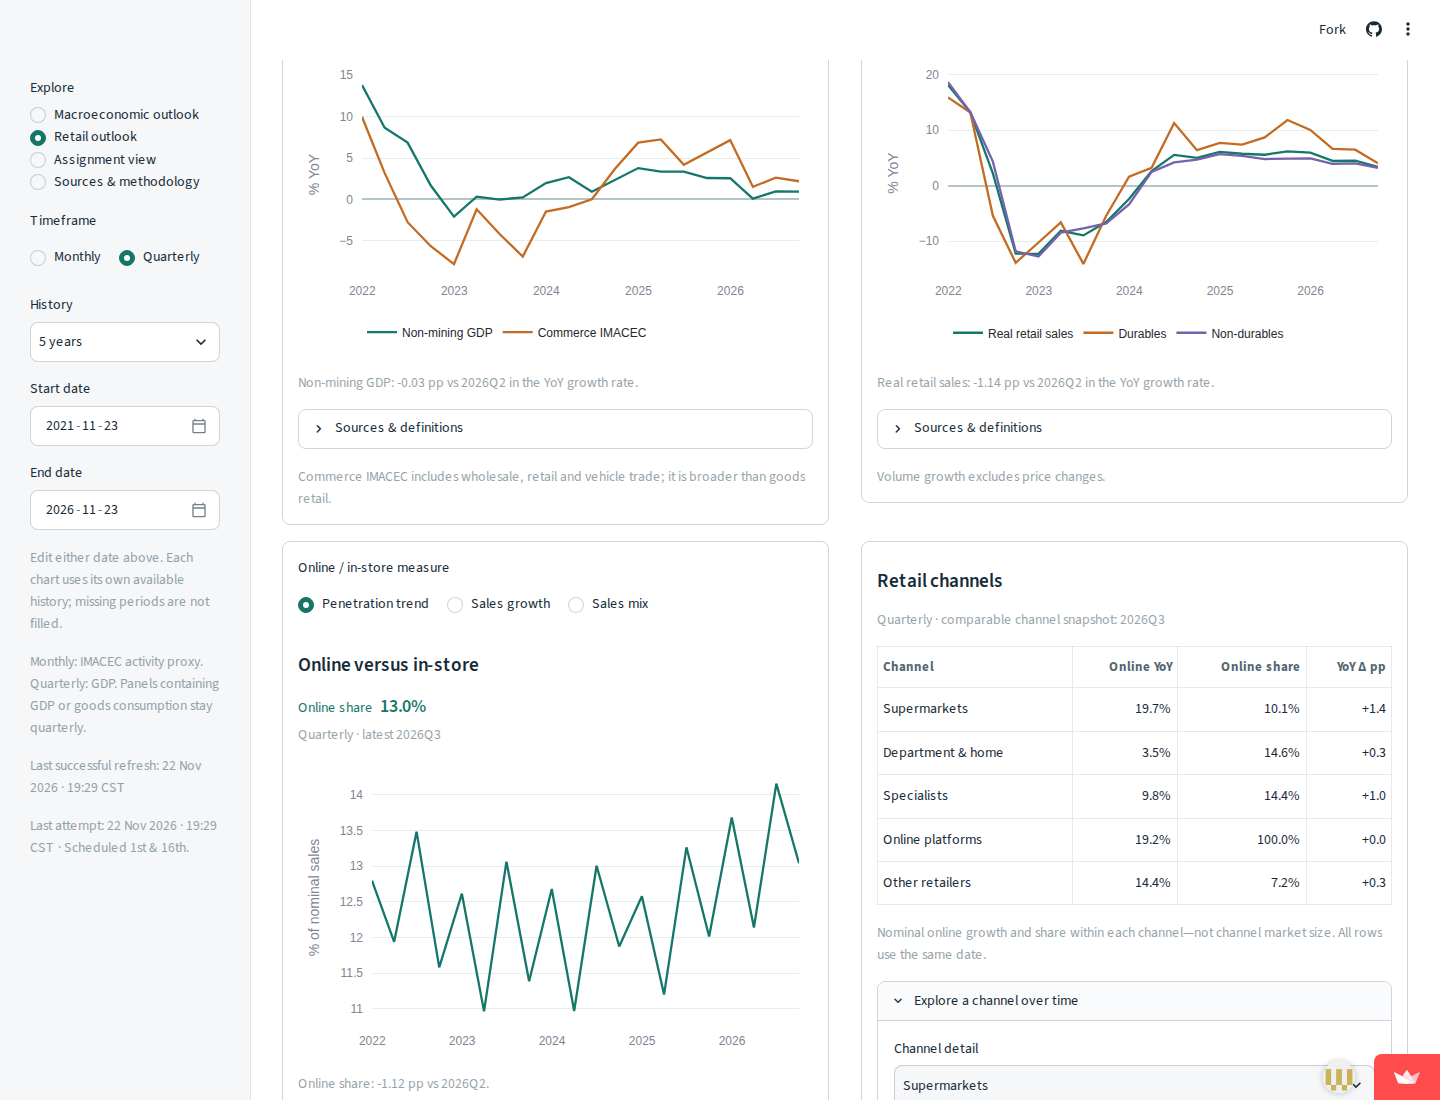 Fork
Explore
Macroeconomic outlook
Retail outlook
Assignment view
Sources & methodology
Timeframe
Monthly
Quarterly
History
5 years
Start date
2021-11-23
End date
2026-11-23
Edit either date above. Each
chart uses its own available
history; missing periods are not
filled.
Monthly: IMACEC activity proxy.
Quarterly: GDP. Panels containing
GDP or goods consumption stay
quarterly.
Last successful refresh: 22 Nov
2026 · 19:29 CST
Last attempt: 22 Nov 2026 · 19:29
CST · Scheduled 1st & 16th.
15
10
5
0
−5
% YoY
2022
2023
2024
2025
2026
Non-mining GDP
Commerce IMACEC
Non-mining GDP: -0.03 pp vs 2026Q2 in the YoY growth rate.
Sources & definitions
Commerce IMACEC includes wholesale, retail and vehicle trade; it is broader than goods
retail.
20
10
0
−10
% YoY
2022
2023
2024
2025
2026
Real retail sales
Durables
Non-durables
Real retail sales: -1.14 pp vs 2026Q2 in the YoY growth rate.
Sources & definitions
Volume growth excludes price changes.
Online / in-store measure
Penetration trend
Sales growth
Sales mix
Online versus in-store
Online share 13.0%
Quarterly · latest 2026Q3
14
13.5
13
12.5
12
11.5
11
% of nominal sales
2022
2023
2024
2025
2026
Online share: -1.12 pp vs 2026Q2.
Retail channels
Quarterly · comparable channel snapshot: 2026Q3
Channel Online YoY Online share YoY Δ pp
Supermarkets 19.7% 10.1% +1.4
Department & home 3.5% 14.6% +0.3
Specialists 9.8% 14.4% +1.0
Online platforms 19.2% 100.0% +0.0
Other retailers 14.4% 7.2% +0.3
Nominal online growth and share within each channel—not channel market size. All rows
use the same date.
Explore a channel over time
Channel detail
Supermarkets